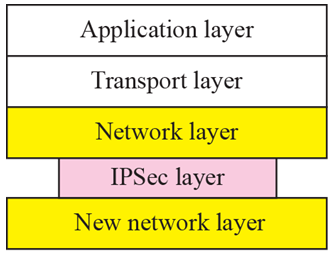 Application layer
Transport layer
Network layer
IPSec layer
New network layer